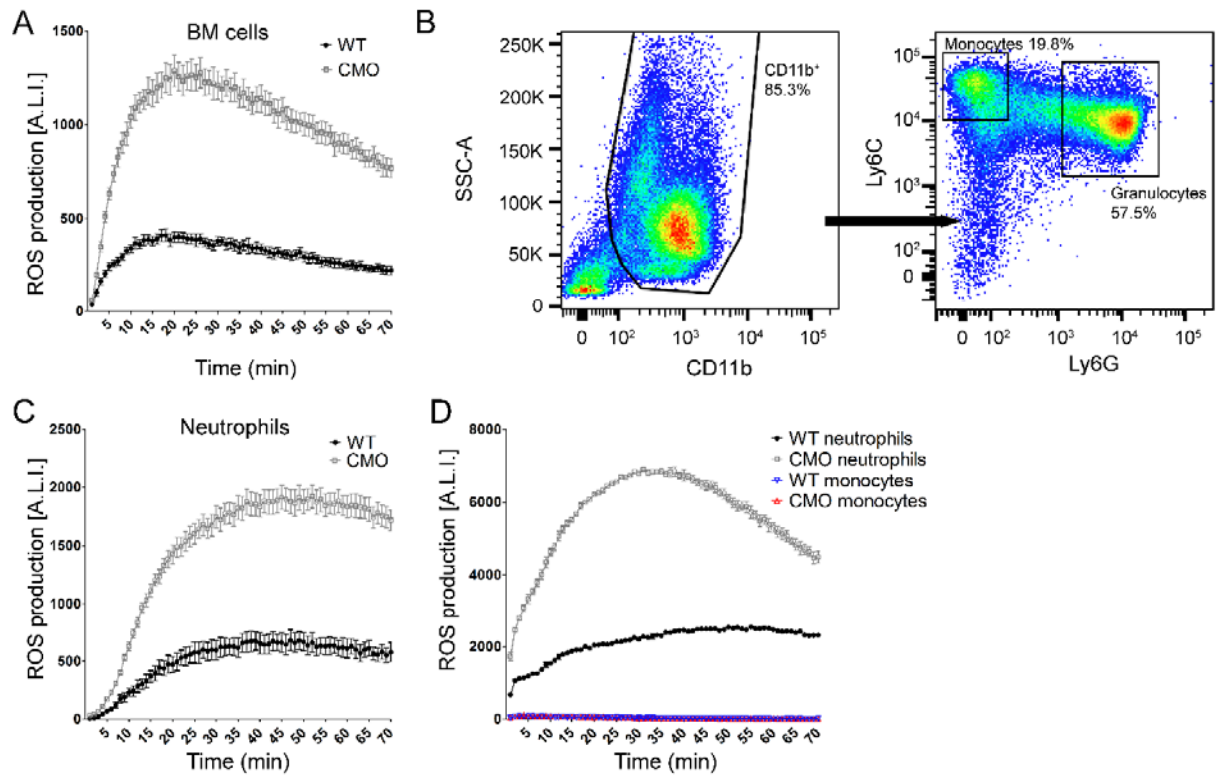 A
BM cells
WT
CMO
ROS production [A.L.I.]
1500
1000
500
0
5 10 15 20 25 30 35 40 45 50 55 60 65 70
Time (min)
B
SSC-A
250K
200K
150K
100K
50K
0
CD11b⁺
85.3%
0 10² 10³ 10⁴ 10⁵
CD11b
Monocytes 19.8%
Ly6C
10⁵
10⁴
10³
10²
0
Granulocytes
57.5%
0 10³ 10⁴ 10⁵
Ly6G
C
Neutrophils
WT
CMO
ROS production [A.L.I.]
2500
2000
1500
1000
500
0
5 10 15 20 25 30 35 40 45 50 55 60 65 70
Time (min)
D
WT neutrophils
CMO neutrophils
WT monocytes
CMO monocytes
ROS production [A.L.I.]
8000
6000
4000
2000
0
5 10 15 20 25 30 35 40 45 50 55 60 65 70
Time (min)